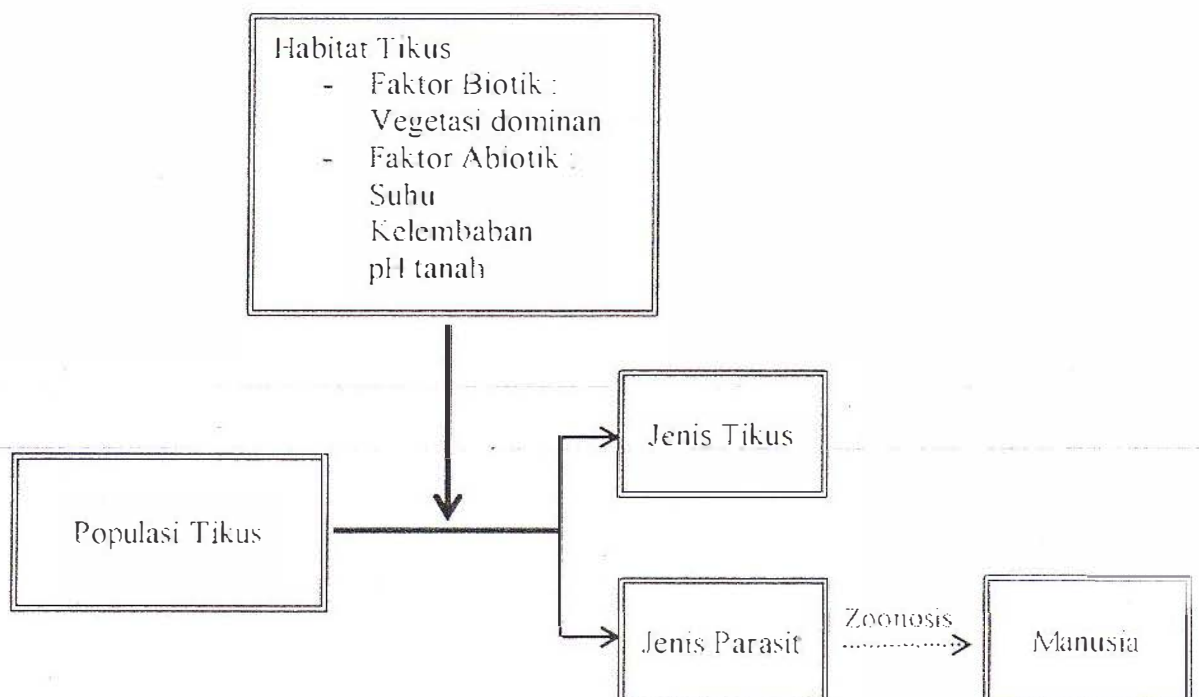 Habitat Tikus
- Faktor Biotik :
Vegetasi dominan
- Faktor Abiotik :
Suhu
Kelembaban
pH tanah
Jenis Tikus
Populasi Tikus
Jenis Parasit
Zoonosis
Manusia